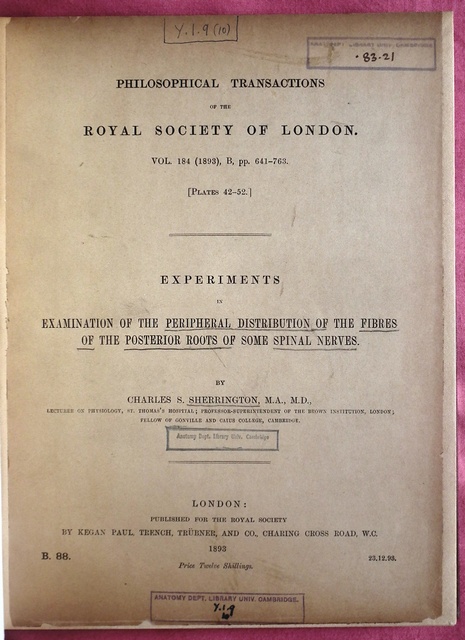 Y.1.9 (10)
ANATOMY DEPT. LIBRARY UNIV. CAMBRIDGE
83-21
PHILOSOPHICAL TRANSACTIONS
OF THE
ROYAL SOCIETY OF LONDON.
VOL. 184 (1893), B, pp. 641-763.
[PLATES 42-52.]
EXPERIMENTS
IN
EXAMINATION OF THE PERIPHERAL DISTRIBUTION OF THE FIBRES
OF THE POSTERIOR ROOTS OF SOME SPINAL NERVES.
BY
CHARLES S. SHERRINGTON, M.A., M.D.,
LECTURER ON PHYSIOLOGY, ST. THOMAS'S HOSPITAL; PROFESSOR-SUPERINTENDENT OF THE BROWN INSTITUTION, LONDON;
FELLOW OF GONVILLE AND CAIUS COLLEGE, CAMBRIDGE.
Anatomy Dept. Library Univ. Cambridge
LONDON:
PUBLISHED FOR THE ROYAL SOCIETY
BY KEGAN PAUL, TRENCH, TRÜBNER, AND CO., CHARING CROSS ROAD, W.C.
1893
B. 88.
23.12.93.
Price Twelve Shillings.
ANATOMY DEPT. LIBRARY UNIV. CAMBRIDGE.
Y.1.9